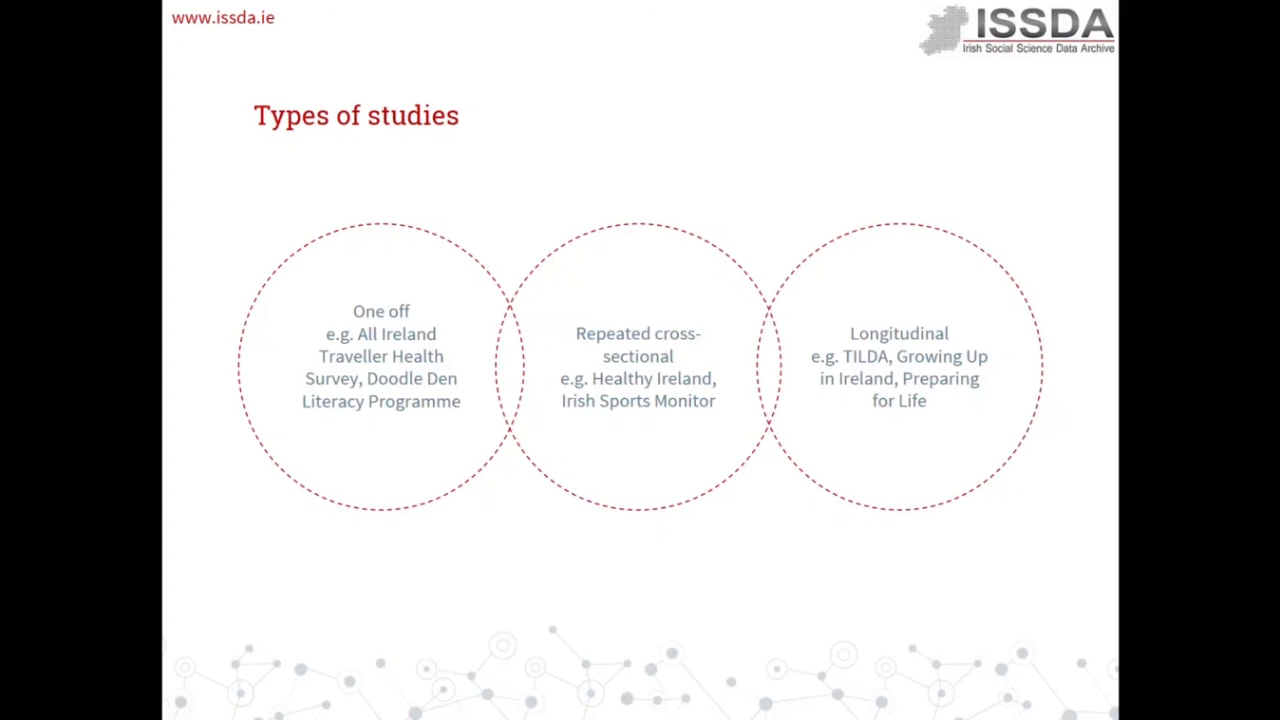 www.issda.ie
ISSDA
Irish Social Science Data Archive
Types of studies
One off
e.g. All Ireland
Traveller Health
Survey, Doodle Den
Literacy Programme
Repeated cross-
sectional
e.g. Healthy Ireland,
Irish Sports Monitor
Longitudinal
e.g. TILDA, Growing Up
in Ireland, Preparing
for Life